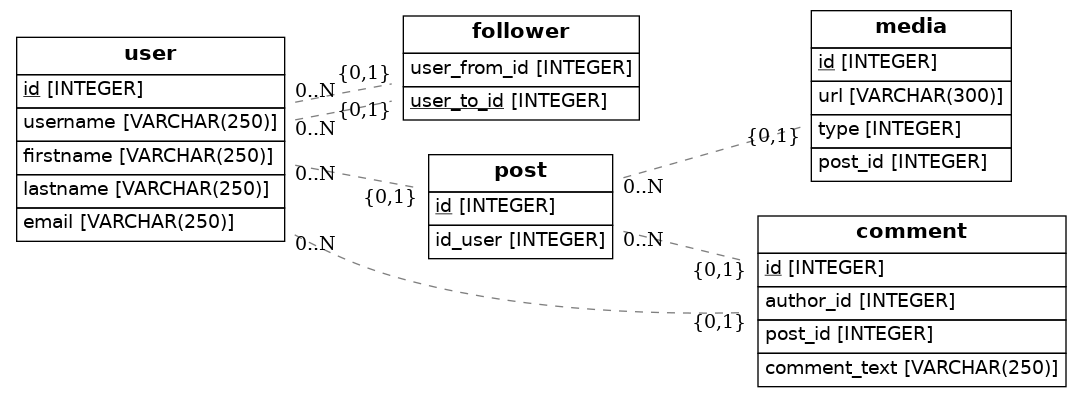 user
id [INTEGER]
username [VARCHAR(250)]
firstname [VARCHAR(250)]
lastname [VARCHAR(250)]
email [VARCHAR(250)]
0..N
0..N
0..N
0..N
{0,1}
{0,1}
{0,1}
follower
user_from_id [INTEGER]
user_to_id [INTEGER]
post
id [INTEGER]
id_user [INTEGER]
0..N
0..N
{0,1}
{0,1}
{0,1}
media
id [INTEGER]
url [VARCHAR(300)]
type [INTEGER]
post_id [INTEGER]
comment
id [INTEGER]
author_id [INTEGER]
post_id [INTEGER]
comment_text [VARCHAR(250)]